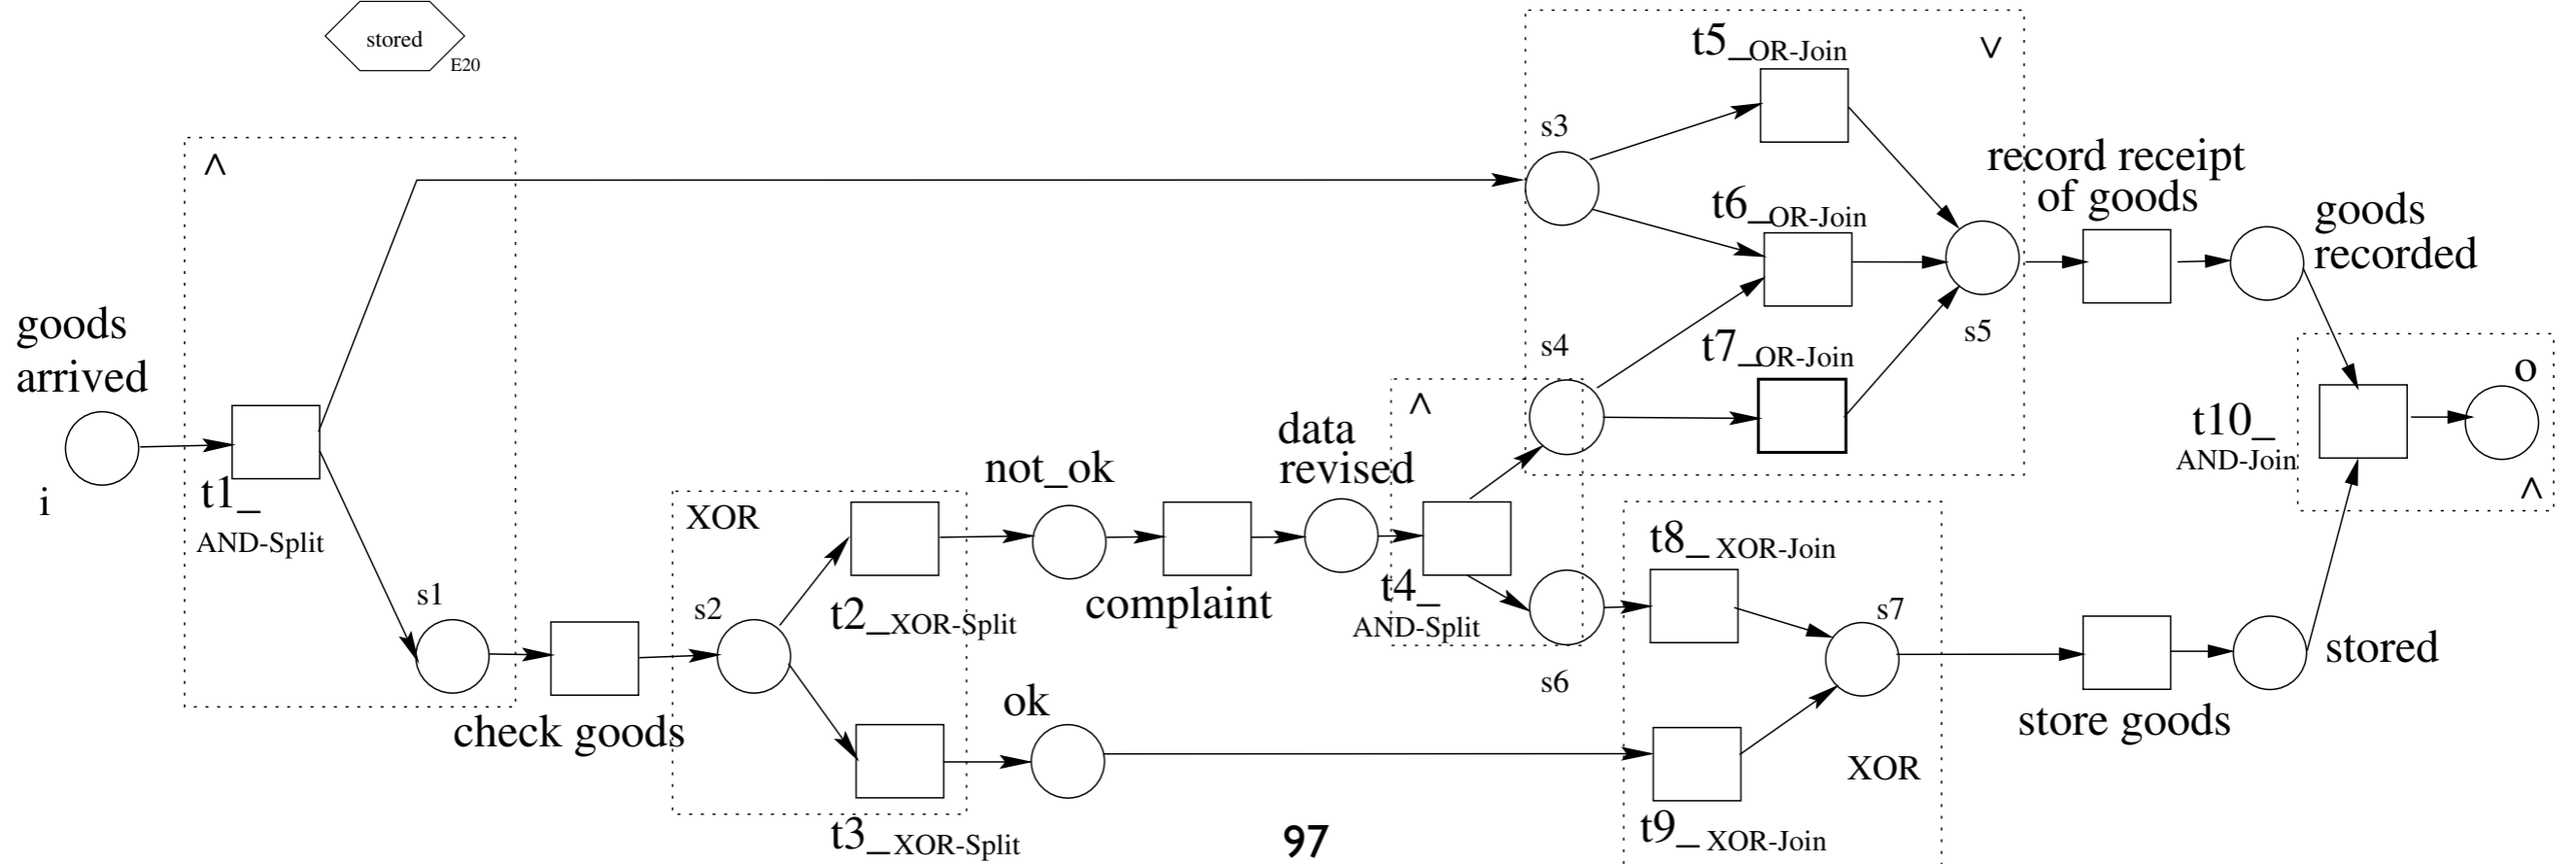 stored
E20
t5_OR-Join
V
s3
^
record receipt
of goods
t6_OR-Join
goods
recorded
goods
arrived
s5
s4
t7_OR-Join
o
^
t10_
AND-Join
data
revised
not_ok
i
t1_
AND-Split
XOR
^
t8_XOR-Join
t4_
AND-Split
s1
s2
t2_XOR-Split
complaint
s7
s6
stored
check goods
ok
store goods
XOR
t3_XOR-Split
97
t9_XOR-Join